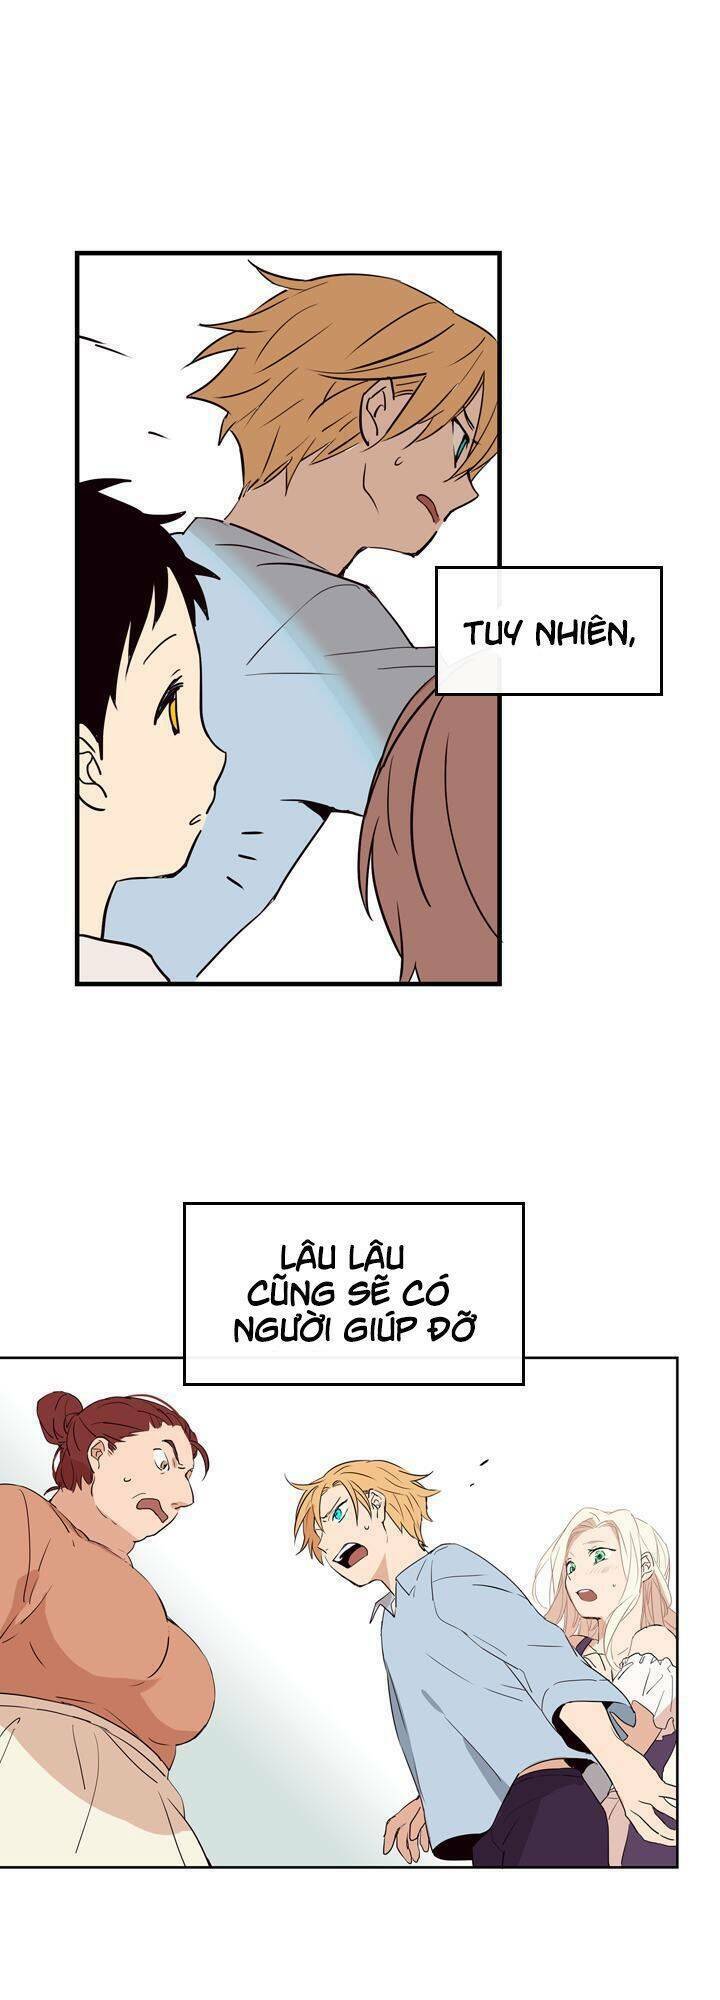 TUY NHIÊN,
LÂU LÂU
CŨNG SẼ CÓ
NGƯỜI GIÚP ĐỠ